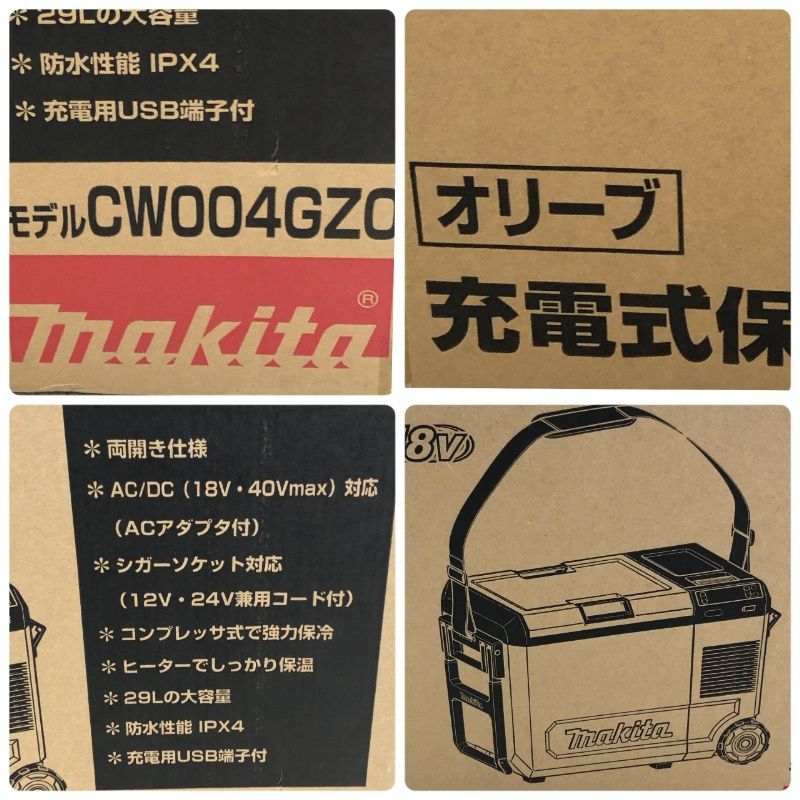 ＊ 29Lの大容量
＊ 防水性能 IPX4
＊ 充電用USB端子付
モデルCW004GZO
makita®
オリーブ
充電式保
＊ 両開き仕様
＊ AC/DC（18V・40Vmax）対応
（ACアダプタ付）
＊ シガーソケット対応
（12V・24V兼用コード付）
＊ コンプレッサ式で強力保冷
＊ ヒーターでしっかり保温
＊ 29Lの大容量
＊ 防水性能 IPX4
＊ 充電用USB端子付
18V
makita
makita